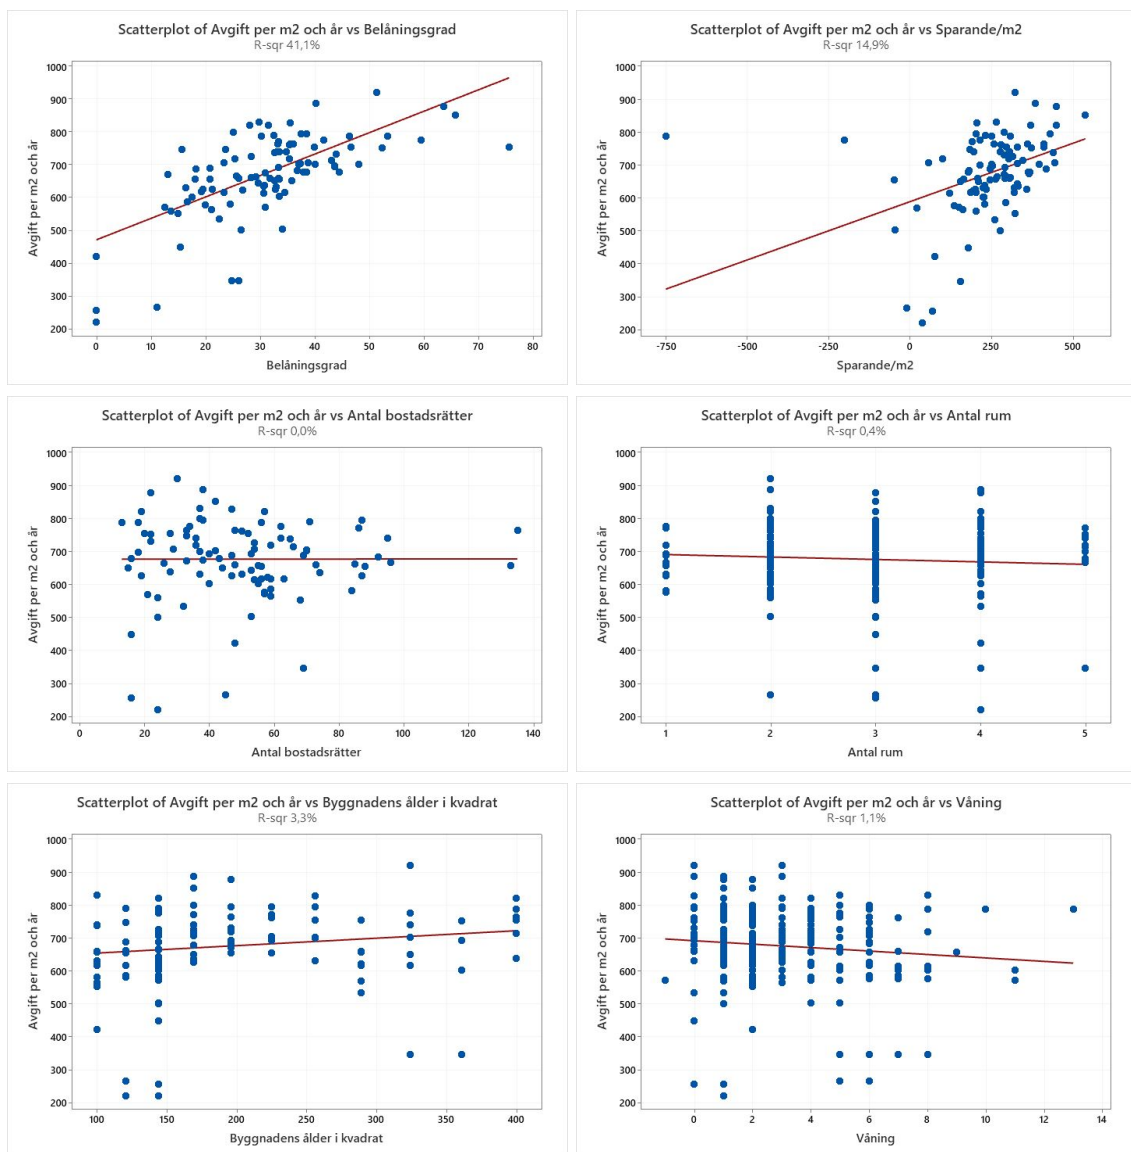 Scatterplot of Avgift per m2 och år vs Belåningsgrad
R-sqr 41,1%
1000
900
800
700
600
500
400
300
200
Avgift per m2 och år
0 10 20 30 40 50 60 70 80
Belåningsgrad
Scatterplot of Avgift per m2 och år vs Sparande/m2
R-sqr 14,9%
1000
900
800
700
600
500
400
300
200
Avgift per m2 och år
-750 -500 -250 0 250 500
Sparande/m2
Scatterplot of Avgift per m2 och år vs Antal bostadsrätter
R-sqr 0,0%
1000
900
800
700
600
500
400
300
200
Avgift per m2 och år
0 20 40 60 80 100 120 140
Antal bostadsrätter
Scatterplot of Avgift per m2 och år vs Antal rum
R-sqr 0,4%
1000
900
800
700
600
500
400
300
200
Avgift per m2 och år
1 2 3 4 5
Antal rum
Scatterplot of Avgift per m2 och år vs Byggnadens ålder i kvadrat
R-sqr 3,3%
1000
900
800
700
600
500
400
300
200
Avgift per m2 och år
100 150 200 250 300 350 400
Byggnadens ålder i kvadrat
Scatterplot of Avgift per m2 och år vs Våning
R-sqr 1,1%
1000
900
800
700
600
500
400
300
200
Avgift per m2 och år
0 2 4 6 8 10 12 14
Våning